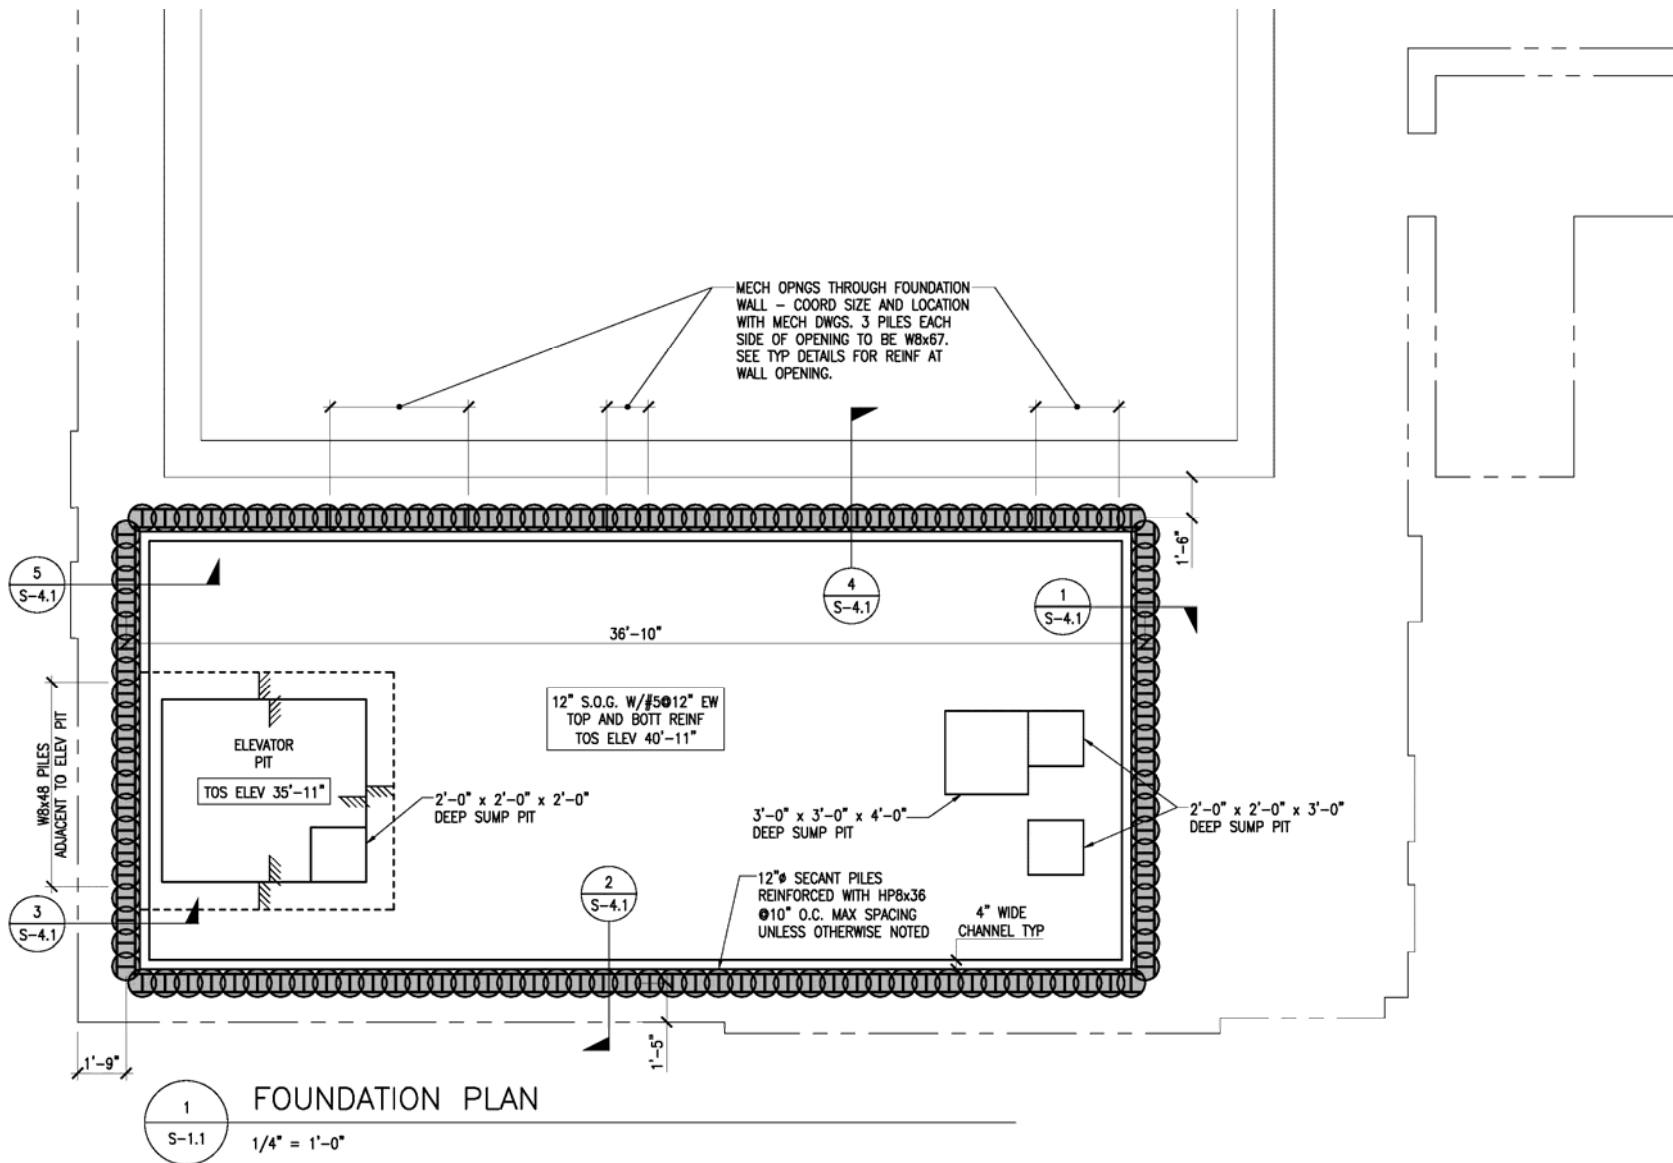 MECH OPNGS THROUGH FOUNDATION
WALL - COORD SIZE AND LOCATION
WITH MECH DWGS. 3 PILES EACH
SIDE OF OPENING TO BE W8x67.
SEE TYP DETAILS FOR REINF AT
WALL OPENING.
1'-6"
5
S-4.1
4
S-4.1
1
S-4.1
36'-10"
W8x48 PILES
ADJACENT TO ELEV PIT
ELEVATOR
PIT
TOS ELEV 35'-11"
12" S.O.G. W/#5@12" EW
TOP AND BOTT REINF
TOS ELEV 40'-11"
2'-0" x 2'-0" x 2'-0"
DEEP SUMP PIT
3'-0" x 3'-0" x 4'-0"
DEEP SUMP PIT
2'-0" x 2'-0" x 3'-0"
DEEP SUMP PIT
3
S-4.1
2
S-4.1
12"ø SECANT PILES
REINFORCED WITH HP8x36
@10" O.C. MAX SPACING
UNLESS OTHERWISE NOTED
4" WIDE
CHANNEL TYP
1'-9"
1'-5"
1
S-1.1
FOUNDATION PLAN
1/4" = 1'-0"